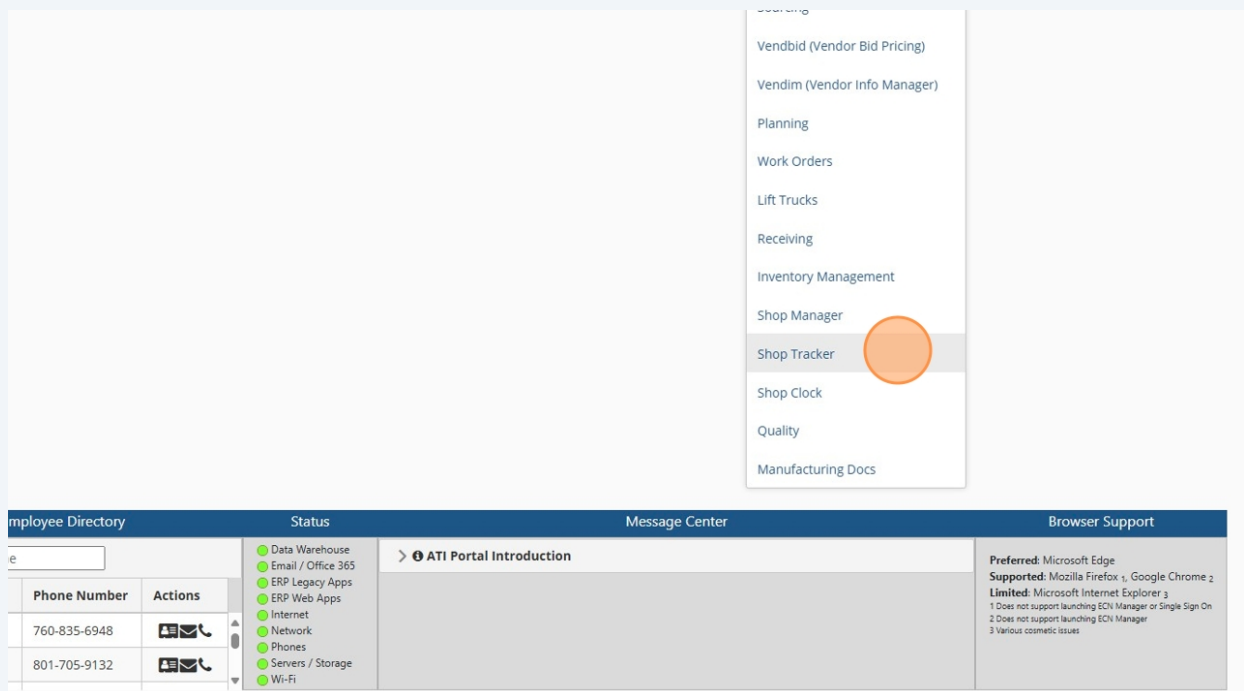 Sourcing
Vendbid (Vendor Bid Pricing)
Vendim (Vendor Info Manager)
Planning
Work Orders
Lift Trucks
Receiving
Inventory Management
Shop Manager
Shop Tracker
Shop Clock
Quality
Manufacturing Docs
mployee Directory
e
Phone Number Actions
760-835-6948
801-705-9132
Status
Data Warehouse
Email / Office 365
ERP Legacy Apps
ERP Web Apps
Internet
Network
Phones
Servers / Storage
Wi-Fi
Message Center
ATI Portal Introduction
Browser Support
Preferred: Microsoft Edge
Supported: Mozilla Firefox 1, Google Chrome 2
Limited: Microsoft Internet Explorer 3
1 Does not support launching ECN Manager or Single Sign On
2 Does not support launching ECN Manager
3 Various cosmetic issues